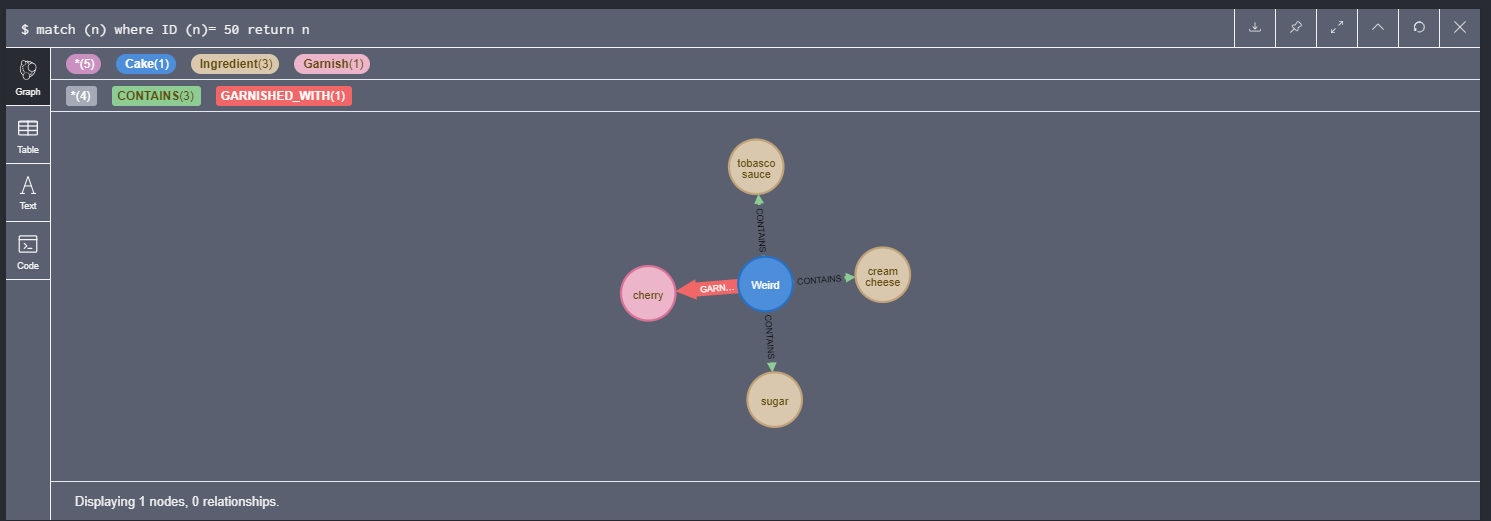 $ match (n) where ID (n)= 50 return n
Graph
*(5) Cake(1) Ingredient(3) Garnish(1)
*(4) CONTAINS(3) GARNISHED_WITH(1)
Table
Text
Code
tobasco
sauce
CONTAINS
cream
cheese
CONTAINS
Weird
GARN...
cherry
CONTAINS
sugar
Displaying 1 nodes, 0 relationships.